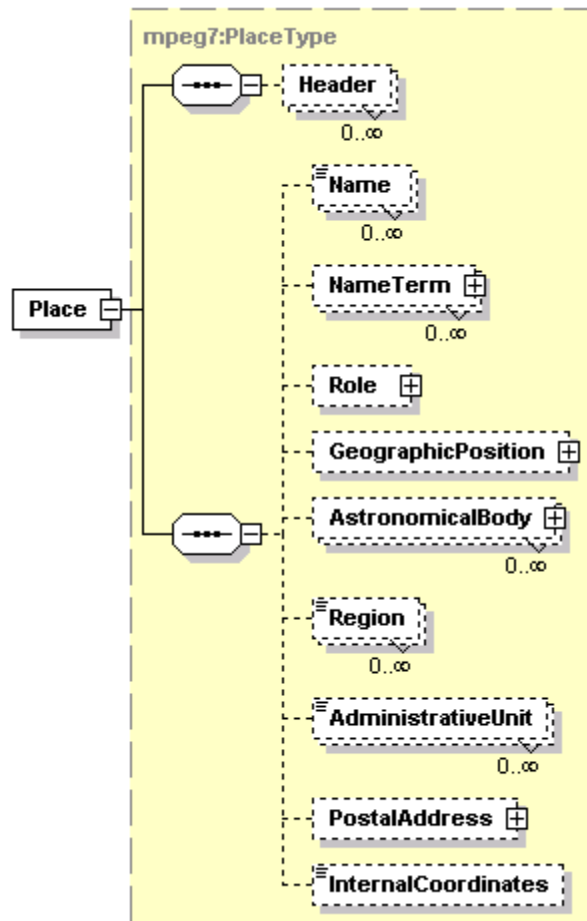 mpeg7:PlaceType
Header
0..∞
Name
0..∞
NameTerm
0..∞
Place
Role
GeographicPosition
AstronomicalBody
0..∞
Region
0..∞
AdministrativeUnit
0..∞
PostalAddress
InternalCoordinates